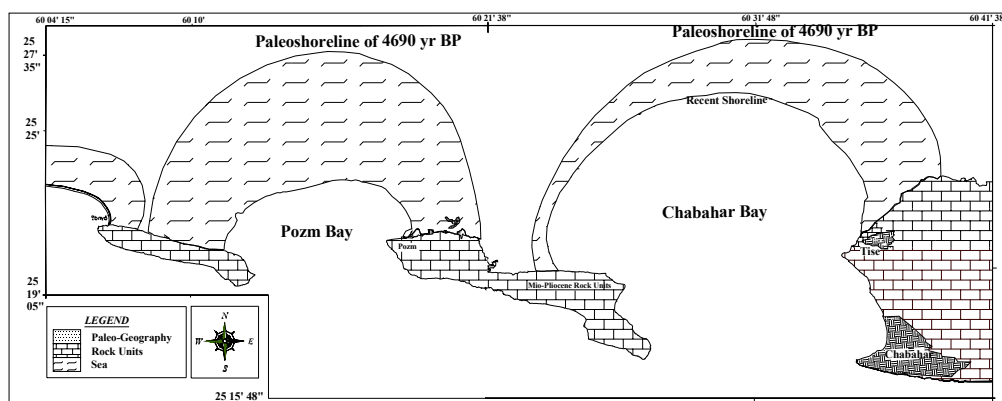 60 04' 15"
60 10'
60 21' 38"
60 31' 48"
60 41' 38"
Paleoshoreline of 4690 yr BP
Paleoshoreline of 4690 yr BP
25
27'
35"
Recent Shoreline
25
25'
Chabahar Bay
Pozm Bay
Pozm
Tise
25
19'
05"
Mio-Pliocene Rock Units
LEGEND
Paleo-Geography
Rock Units
Sea
N
W
E
S
Chabahar
25 15' 48"